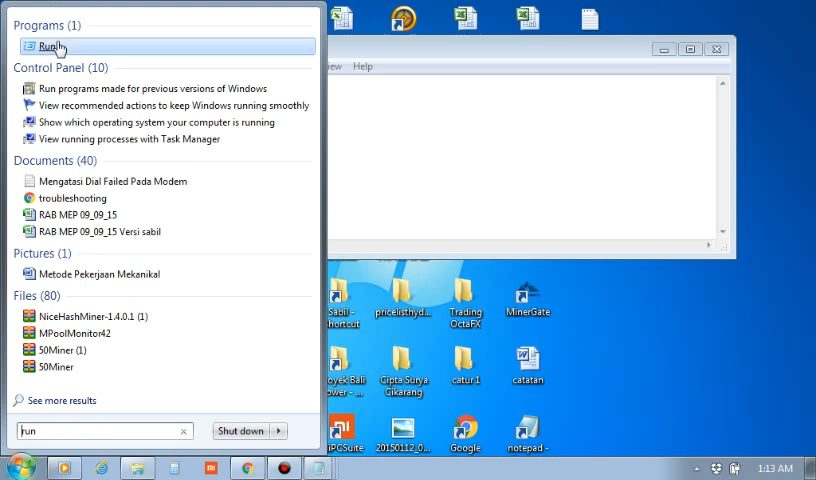 Programs (1)
Run
Control Panel (10)
Run programs made for previous versions of Windows
View recommended actions to keep Windows running smoothly
Show which operating system your computer is running
View running processes with Task Manager
Documents (40)
Mengatasi Dial Failed Pada Modem
troubleshooting
RAB MEP 09_09_15
RAB MEP 09_09_15 Versi sabil
Pictures (1)
Metode Pekerjaan Mekanikal
Files (80)
NiceHashMiner-1.4.0.1 (1)
MPoolMonitor42
50Miner (1)
50Miner
See more results
run
Shut down
Help
Sabil -
pricelisthyd...
Trading
OctaFX
MinerGate
Cipta Surya
Cikarang
catur 1
catatan
20150112_0...
Google
notepad -
1:13 AM